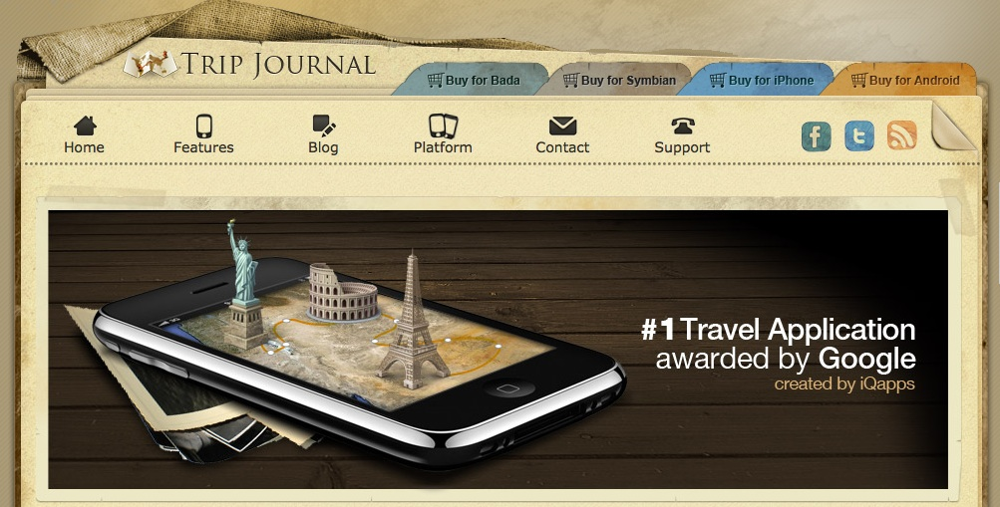 TRIP JOURNAL
Buy for Bada
Buy for Symbian
Buy for iPhone
Buy for Android
Home
Features
Blog
Platform
Contact
Support
#1 Travel Application
awarded by Google
created by iQapps